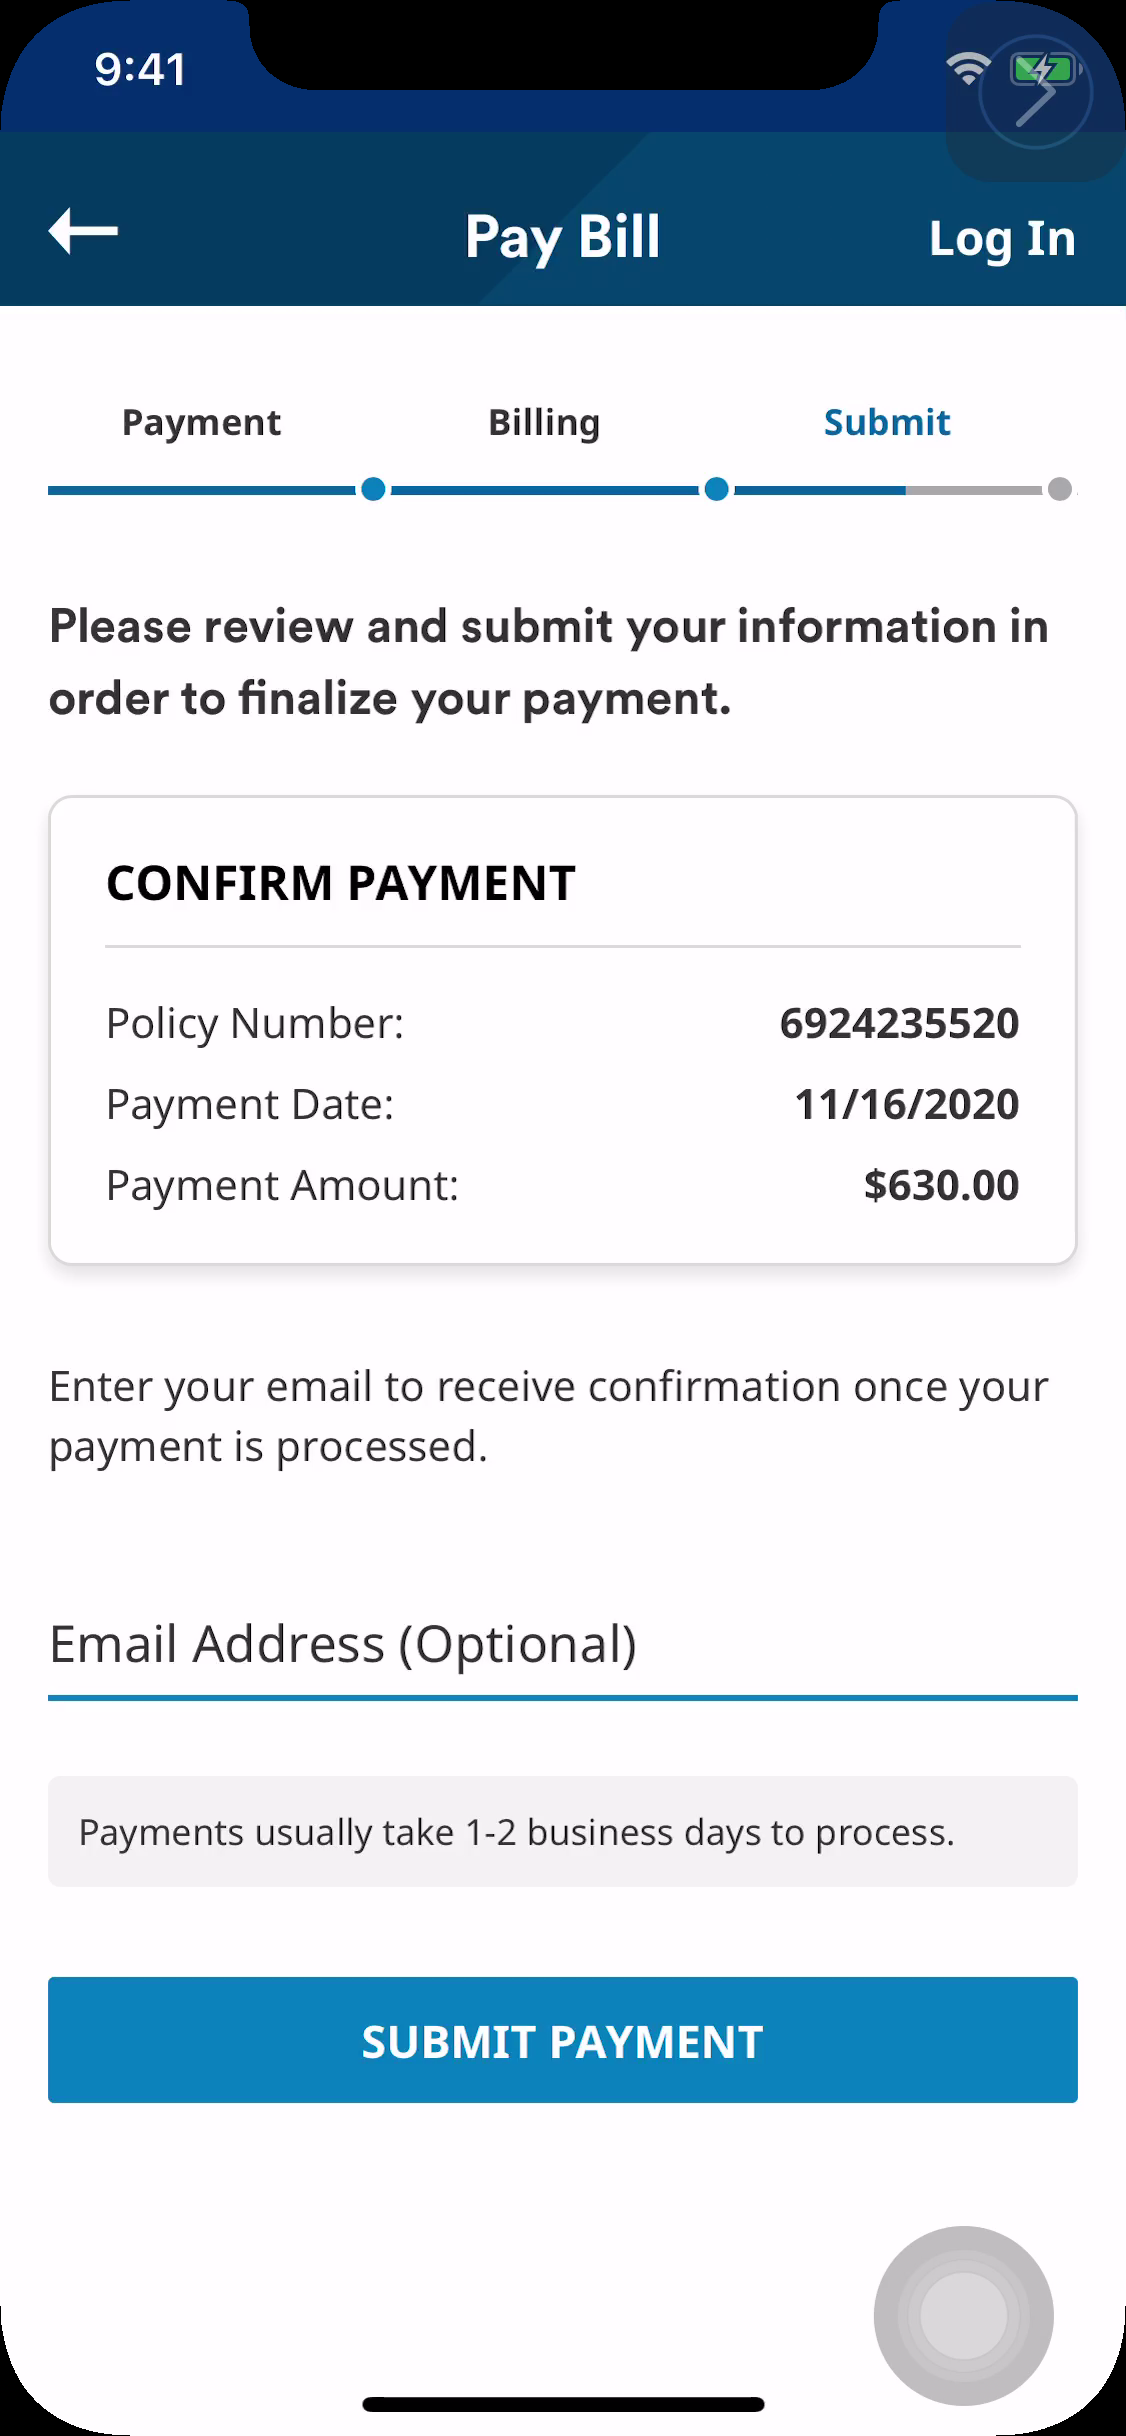 9:41
Pay Bill
Log In
Payment
Billing
Submit
Please review and submit your information in
order to finalize your payment.
CONFIRM PAYMENT
Policy Number: 6924235520
Payment Date: 11/16/2020
Payment Amount: $630.00
Enter your email to receive confirmation once your
payment is processed.
Email Address (Optional)
Payments usually take 1-2 business days to process.
SUBMIT PAYMENT